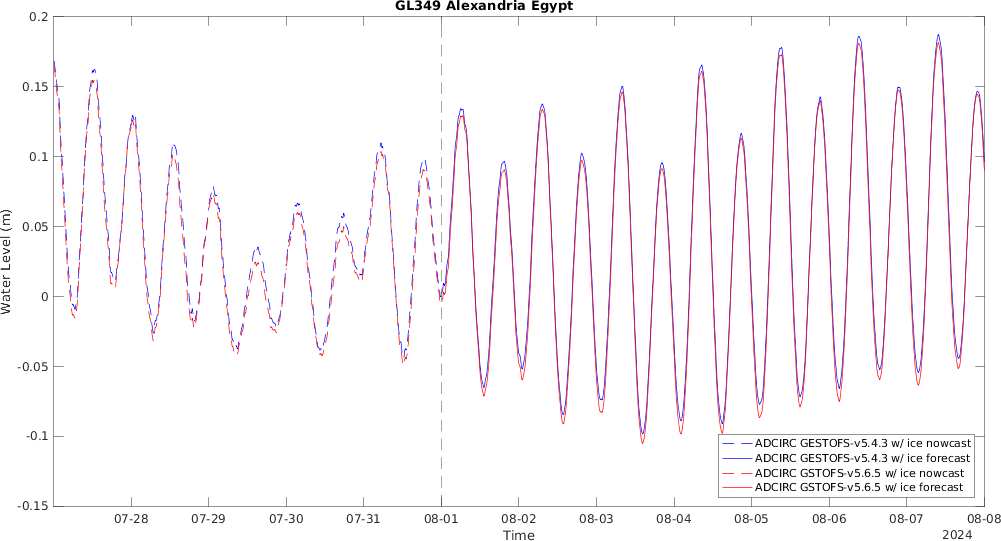 GL349 Alexandria Egypt
0.2
0.15
0.1
0.05
0
-0.05
-0.1
-0.15
Water Level (m)
ADCIRC GESTOFS-v5.4.3 w/ ice nowcast
ADCIRC GESTOFS-v5.4.3 w/ ice forecast
ADCIRC GSTOFS-v5.6.5 w/ ice nowcast
ADCIRC GSTOFS-v5.6.5 w/ ice forecast
07-28 07-29 07-30 07-31 08-01 08-02 08-03 08-04 08-05 08-06 08-07 08-08
Time
2024